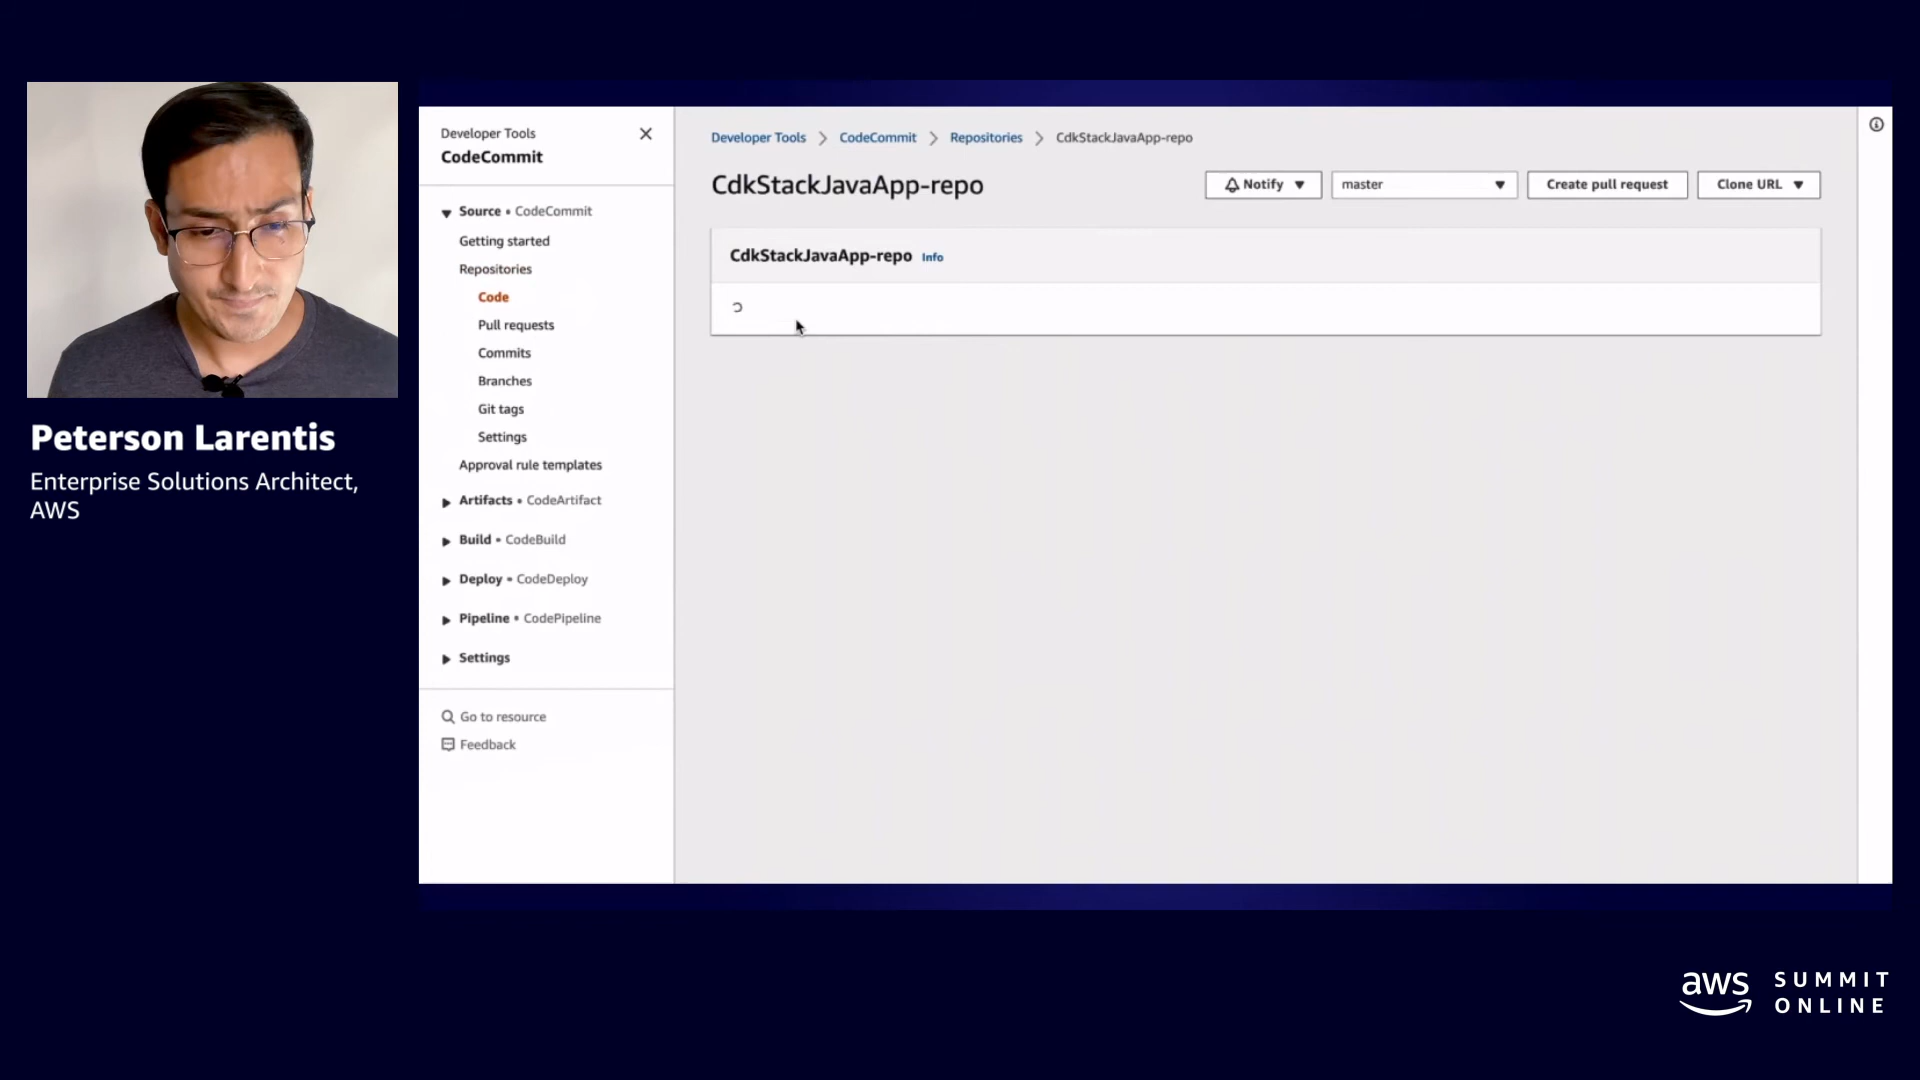 Peterson Larentis
Enterprise Solutions Architect,
AWS
Developer Tools
CodeCommit
Source • CodeCommit
Getting started
Repositories
Code
Pull requests
Commits
Branches
Git tags
Settings
Approval rule templates
Artifacts • CodeArtifact
Build • CodeBuild
Deploy • CodeDeploy
Pipeline • CodePipeline
Settings
Go to resource
Feedback
Developer Tools > CodeCommit > Repositories > CdkStackJavaApp-repo
CdkStackJavaApp-repo
Notify
master
Create pull request
Clone URL
CdkStackJavaApp-repo Info
aws SUMMIT
ONLINE